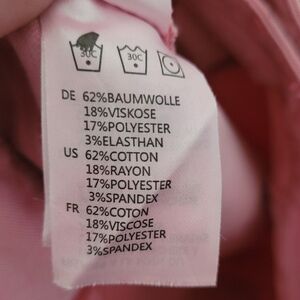 30C 30C
DE 62%BAUMWOLLE
18%VISKOSE
17%POLYESTER
3%ELASTHAN
US 62%COTTON
18%RAYON
17%POLYESTER
3%SPANDEX
FR 62%COTON
18%VISCOSE
17%POLYESTER
3%SPANDEX